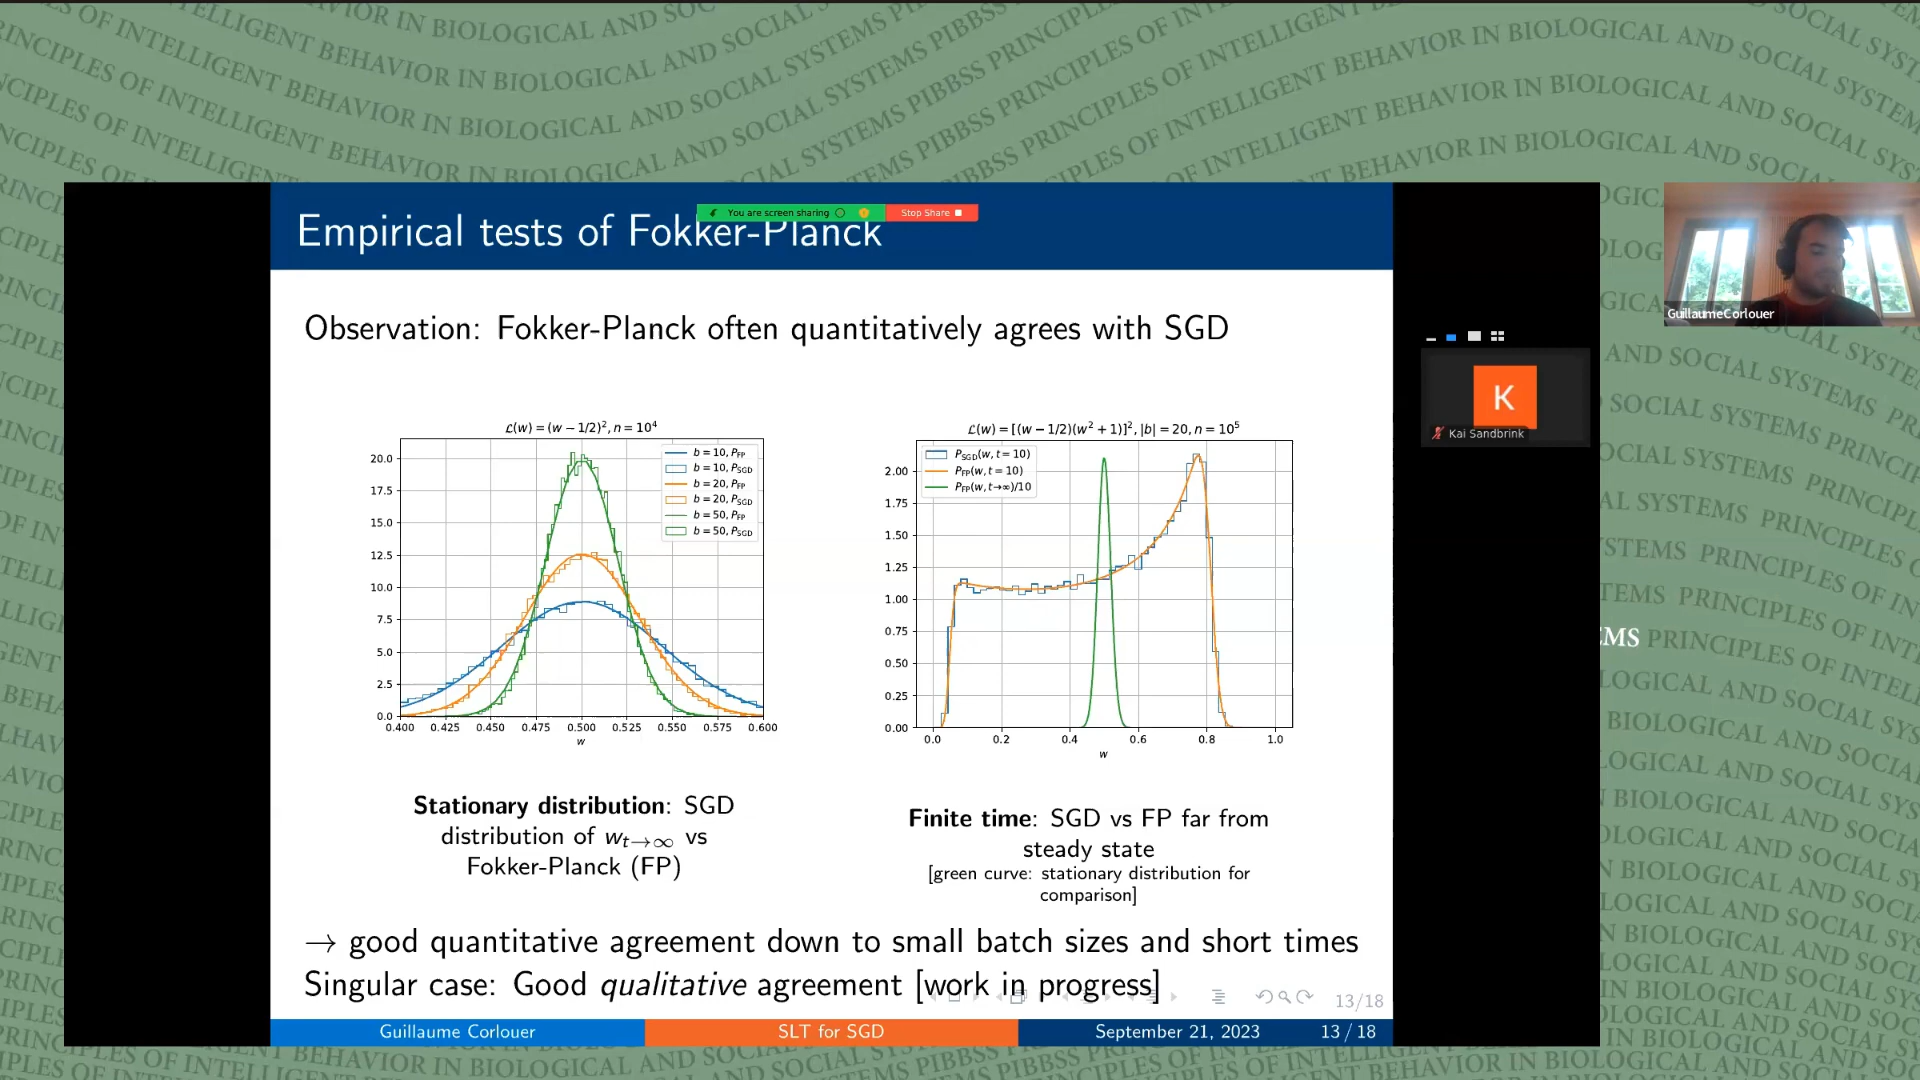 PRINCIPLES OF INTELLIGENT BEHAVIOR IN BIOLOGICAL AND SOCIAL SYSTEMS PIBBSS
You are screen sharing
Stop Share
Empirical tests of Fokker-Planck
Observation: Fokker-Planck often quantitatively agrees with SGD
L(w) = (w − 1/2)², n = 10⁴
b = 10, P_FP
b = 10, P_SGD
b = 20, P_FP
b = 20, P_SGD
b = 50, P_FP
b = 50, P_SGD
20.0
17.5
15.0
12.5
10.0
7.5
5.0
2.5
0.0
0.400 0.425 0.450 0.475 0.500 0.525 0.550 0.575 0.600
w
Stationary distribution: SGD
distribution of w_{t→∞} vs
Fokker-Planck (FP)
L(w) = [(w − 1/2)(w² + 1)]², |b| = 20, n = 10⁵
P_SGD(w, t = 10)
P_FP(w, t = 10)
P_FP(w, t→∞)/10
2.00
1.75
1.50
1.25
1.00
0.75
0.50
0.25
0.00
0.0 0.2 0.4 0.6 0.8 1.0
w
Finite time: SGD vs FP far from
steady state
[green curve: stationary distribution for
comparison]
→ good quantitative agreement down to small batch sizes and short times
Singular case: Good qualitative agreement [work in progress]
13/18
Guillaume Corlouer SLT for SGD September 21, 2023 13 / 18
K
Kai Sandbrink
GuillaumeCorlouer
EMS